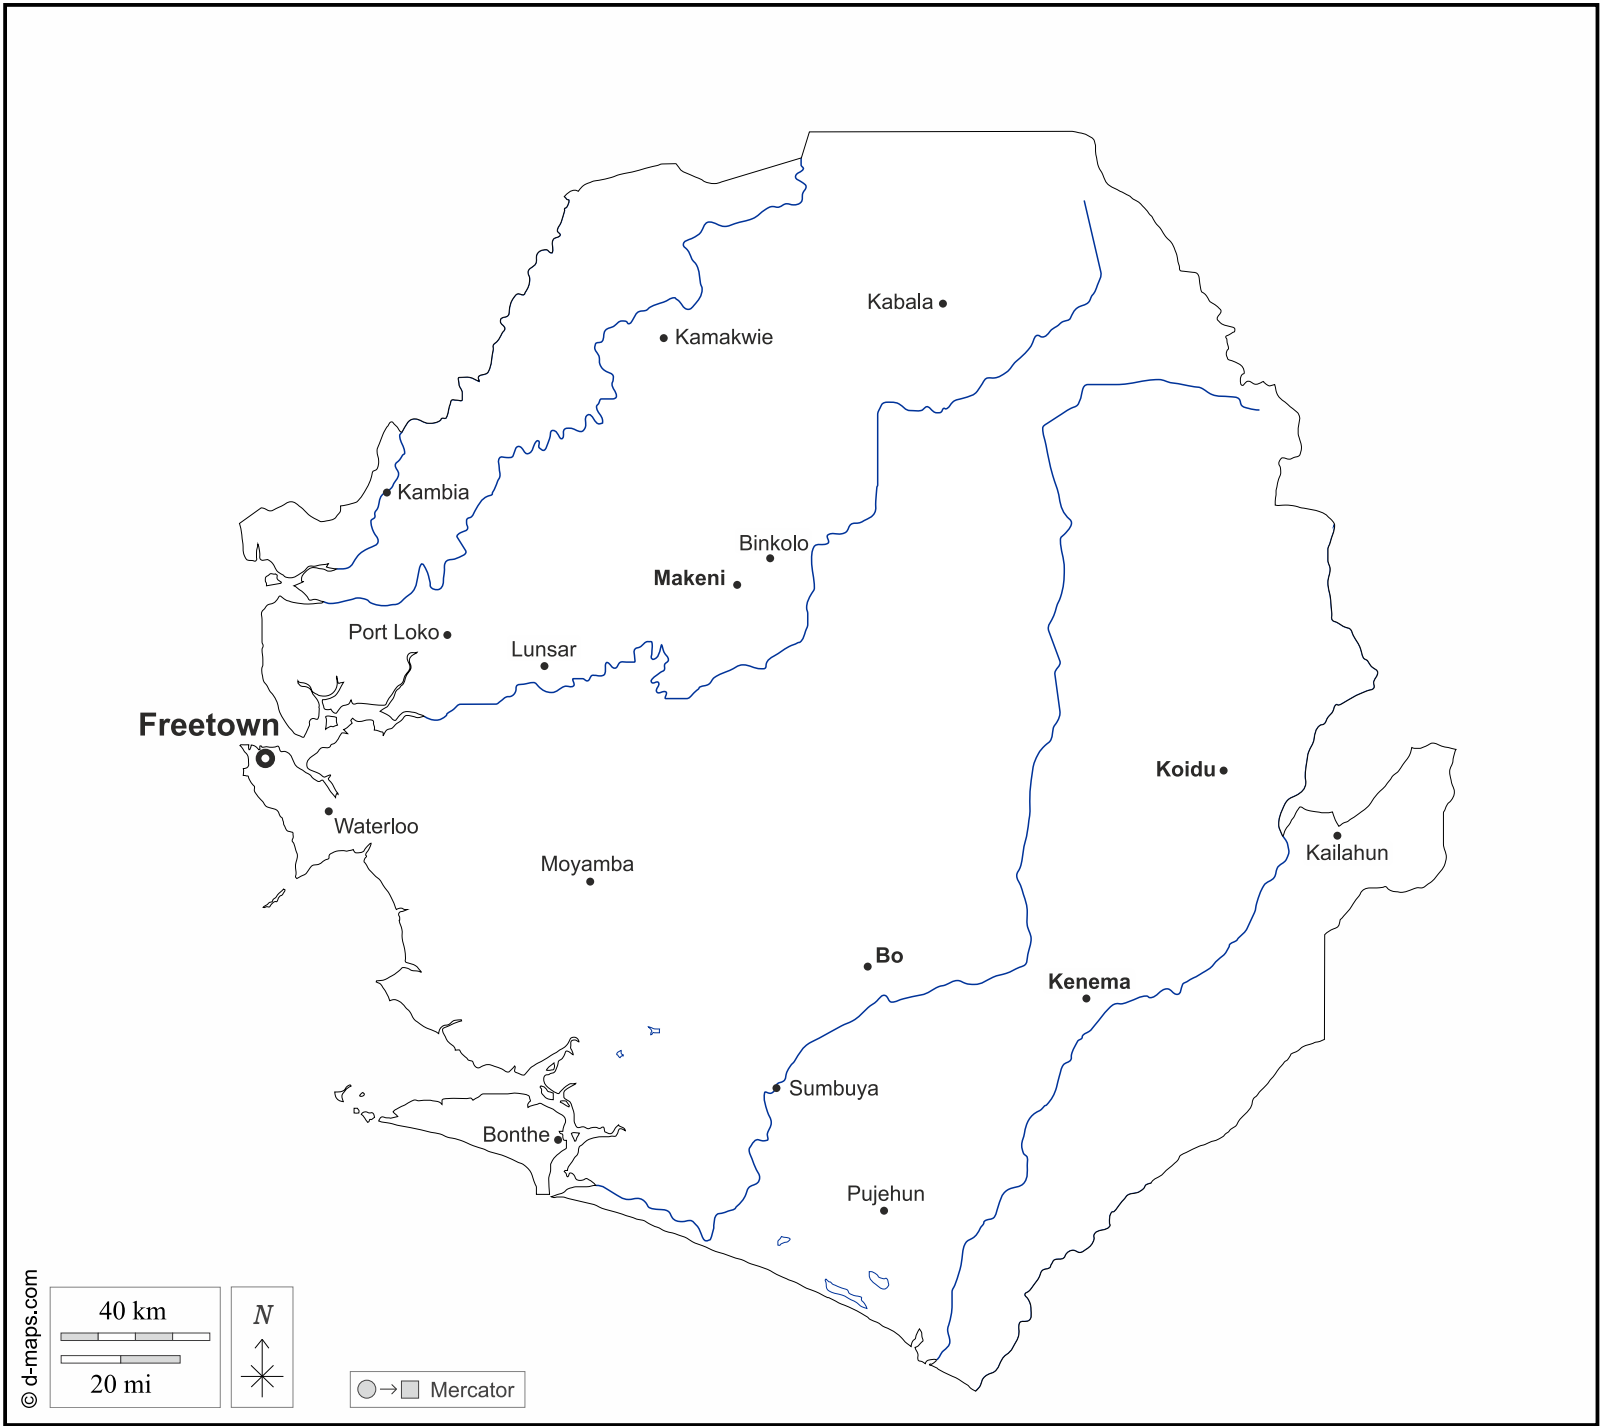 Kabala
Kamakwie
Kambia
Binkolo
Makeni
Port Loko
Lunsar
Freetown
Koidu
Waterloo
Kailahun
Moyamba
Bo
Kenema
Sumbuya
Bonthe
Pujehun
© d-maps.com
40 km
20 mi
N
Mercator